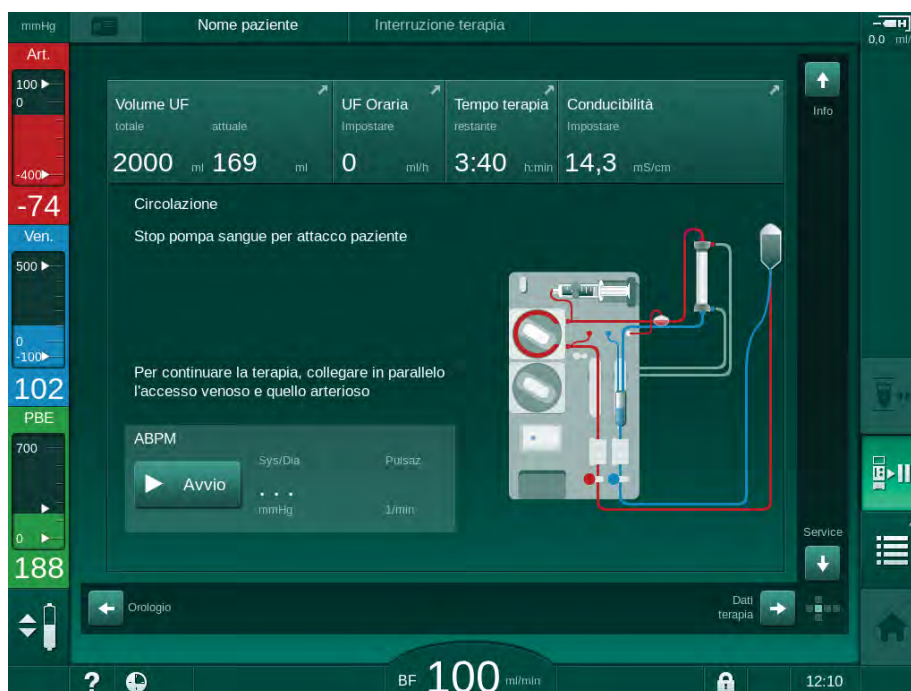 mmHg
Nome paziente
Interruzione terapia
0,0 ml/
Art.
100
0
-400
-74
Ven.
500
0
-100
102
PBE
700
0
188
Volume UF
totale attuale
2000 ml 169 ml
UF Oraria
Impostare
0 ml/h
Tempo terapia
restante
3:40 h:min
Conducibilità
Impostare
14,3 mS/cm
Info
Circolazione
Stop pompa sangue per attacco paziente
Per continuare la terapia, collegare in parallelo
l'accesso venoso e quello arterioso
ABPM
Sys/Dia Pulsaz
Avvio
. . .
mmHg 1/min
Service
Orologio
Dati
terapia
?
BF 100 ml/min
12:10